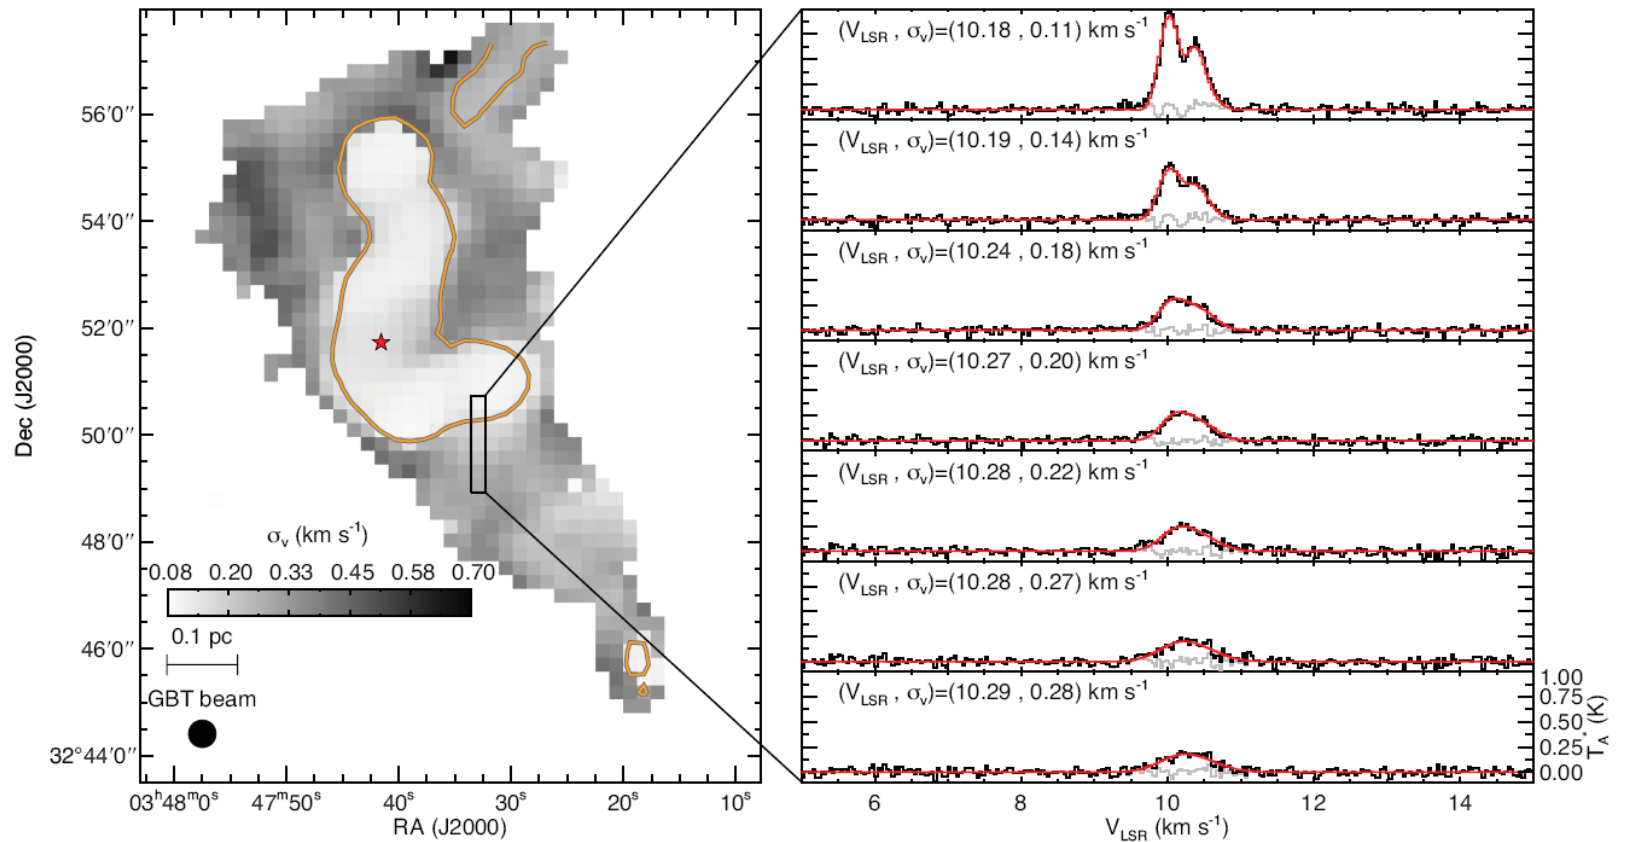 56′0′′
54′0′′
52′0′′
50′0′′
48′0′′
46′0′′
32°44′0′′
Dec (J2000)
σv (km s-1)
0.08 0.20 0.33 0.45 0.58 0.70
0.1 pc
GBT beam
03h48m0s 47m50s 40s 30s 20s 10s
RA (J2000)
(VLSR , σv)=(10.18 , 0.11) km s-1
(VLSR , σv)=(10.19 , 0.14) km s-1
(VLSR , σv)=(10.24 , 0.18) km s-1
(VLSR , σv)=(10.27 , 0.20) km s-1
(VLSR , σv)=(10.28 , 0.22) km s-1
(VLSR , σv)=(10.28 , 0.27) km s-1
(VLSR , σv)=(10.29 , 0.28) km s-1
1.00
0.75
0.50
0.25
0.00
TA* (K)
6 8 10 12 14
VLSR (km s-1)